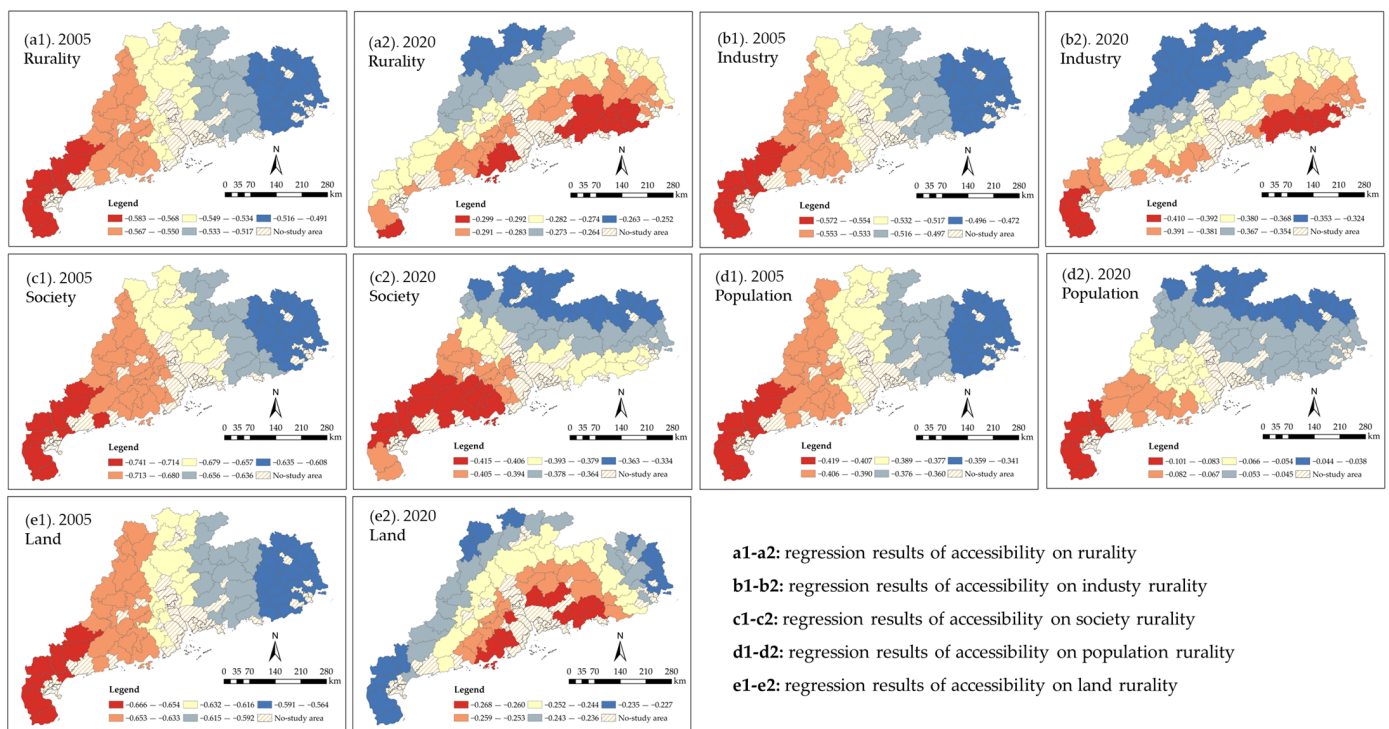 (a1). 2005
Rurality
N
0 35 70 140 210 280
km
Legend
−0.583 — −0.568 −0.549 — −0.534 −0.516 — −0.491
−0.567 — −0.550 −0.533 — −0.517 No-study area
(a2). 2020
Rurality
N
0 35 70 140 210 280
km
Legend
−0.299 — −0.292 −0.282 — −0.274 −0.263 — −0.252
−0.291 — −0.283 −0.273 — −0.264 No-study area
(b1). 2005
Industry
N
0 35 70 140 210 280
km
Legend
−0.572 — −0.554 −0.532 — −0.517 −0.496 — −0.472
−0.553 — −0.533 −0.516 — −0.497 No-study area
(b2). 2020
Industry
N
0 35 70 140 210 280
km
Legend
−0.410 — −0.392 −0.380 — −0.368 −0.353 — −0.324
−0.391 — −0.381 −0.367 — −0.354 No-study area
(c1). 2005
Society
N
0 35 70 140 210 280
km
Legend
−0.741 — −0.714 −0.679 — −0.657 −0.635 — −0.608
−0.713 — −0.680 −0.656 — −0.636 No-study area
(c2). 2020
Society
N
0 35 70 140 210 280
km
Legend
−0.415 — −0.406 −0.393 — −0.379 −0.363 — −0.334
−0.405 — −0.394 −0.378 — −0.364 No-study area
(d1). 2005
Population
N
0 35 70 140 210 280
km
Legend
−0.419 — −0.407 −0.389 — −0.377 −0.359 — −0.341
−0.406 — −0.390 −0.376 — −0.360 No-study area
(d2). 2020
Population
N
0 35 70 140 210 280
km
Legend
−0.101 — −0.083 −0.066 — −0.054 −0.044 — −0.038
−0.082 — −0.067 −0.053 — −0.045 No-study area
(e1). 2005
Land
N
0 35 70 140 210 280
km
Legend
−0.666 — −0.654 −0.632 — −0.616 −0.591 — −0.564
−0.653 — −0.633 −0.615 — −0.592 No-study area
(e2). 2020
Land
N
0 35 70 140 210 280
km
Legend
−0.268 — −0.260 −0.252 — −0.244 −0.235 — −0.227
−0.259 — −0.253 −0.243 — −0.236 No-study area
a1-a2: regression results of accessibility on rurality
b1-b2: regression results of accessibility on industy rurality
c1-c2: regression results of accessibility on society rurality
d1-d2: regression results of accessibility on population rurality
e1-e2: regression results of accessibility on land rurality